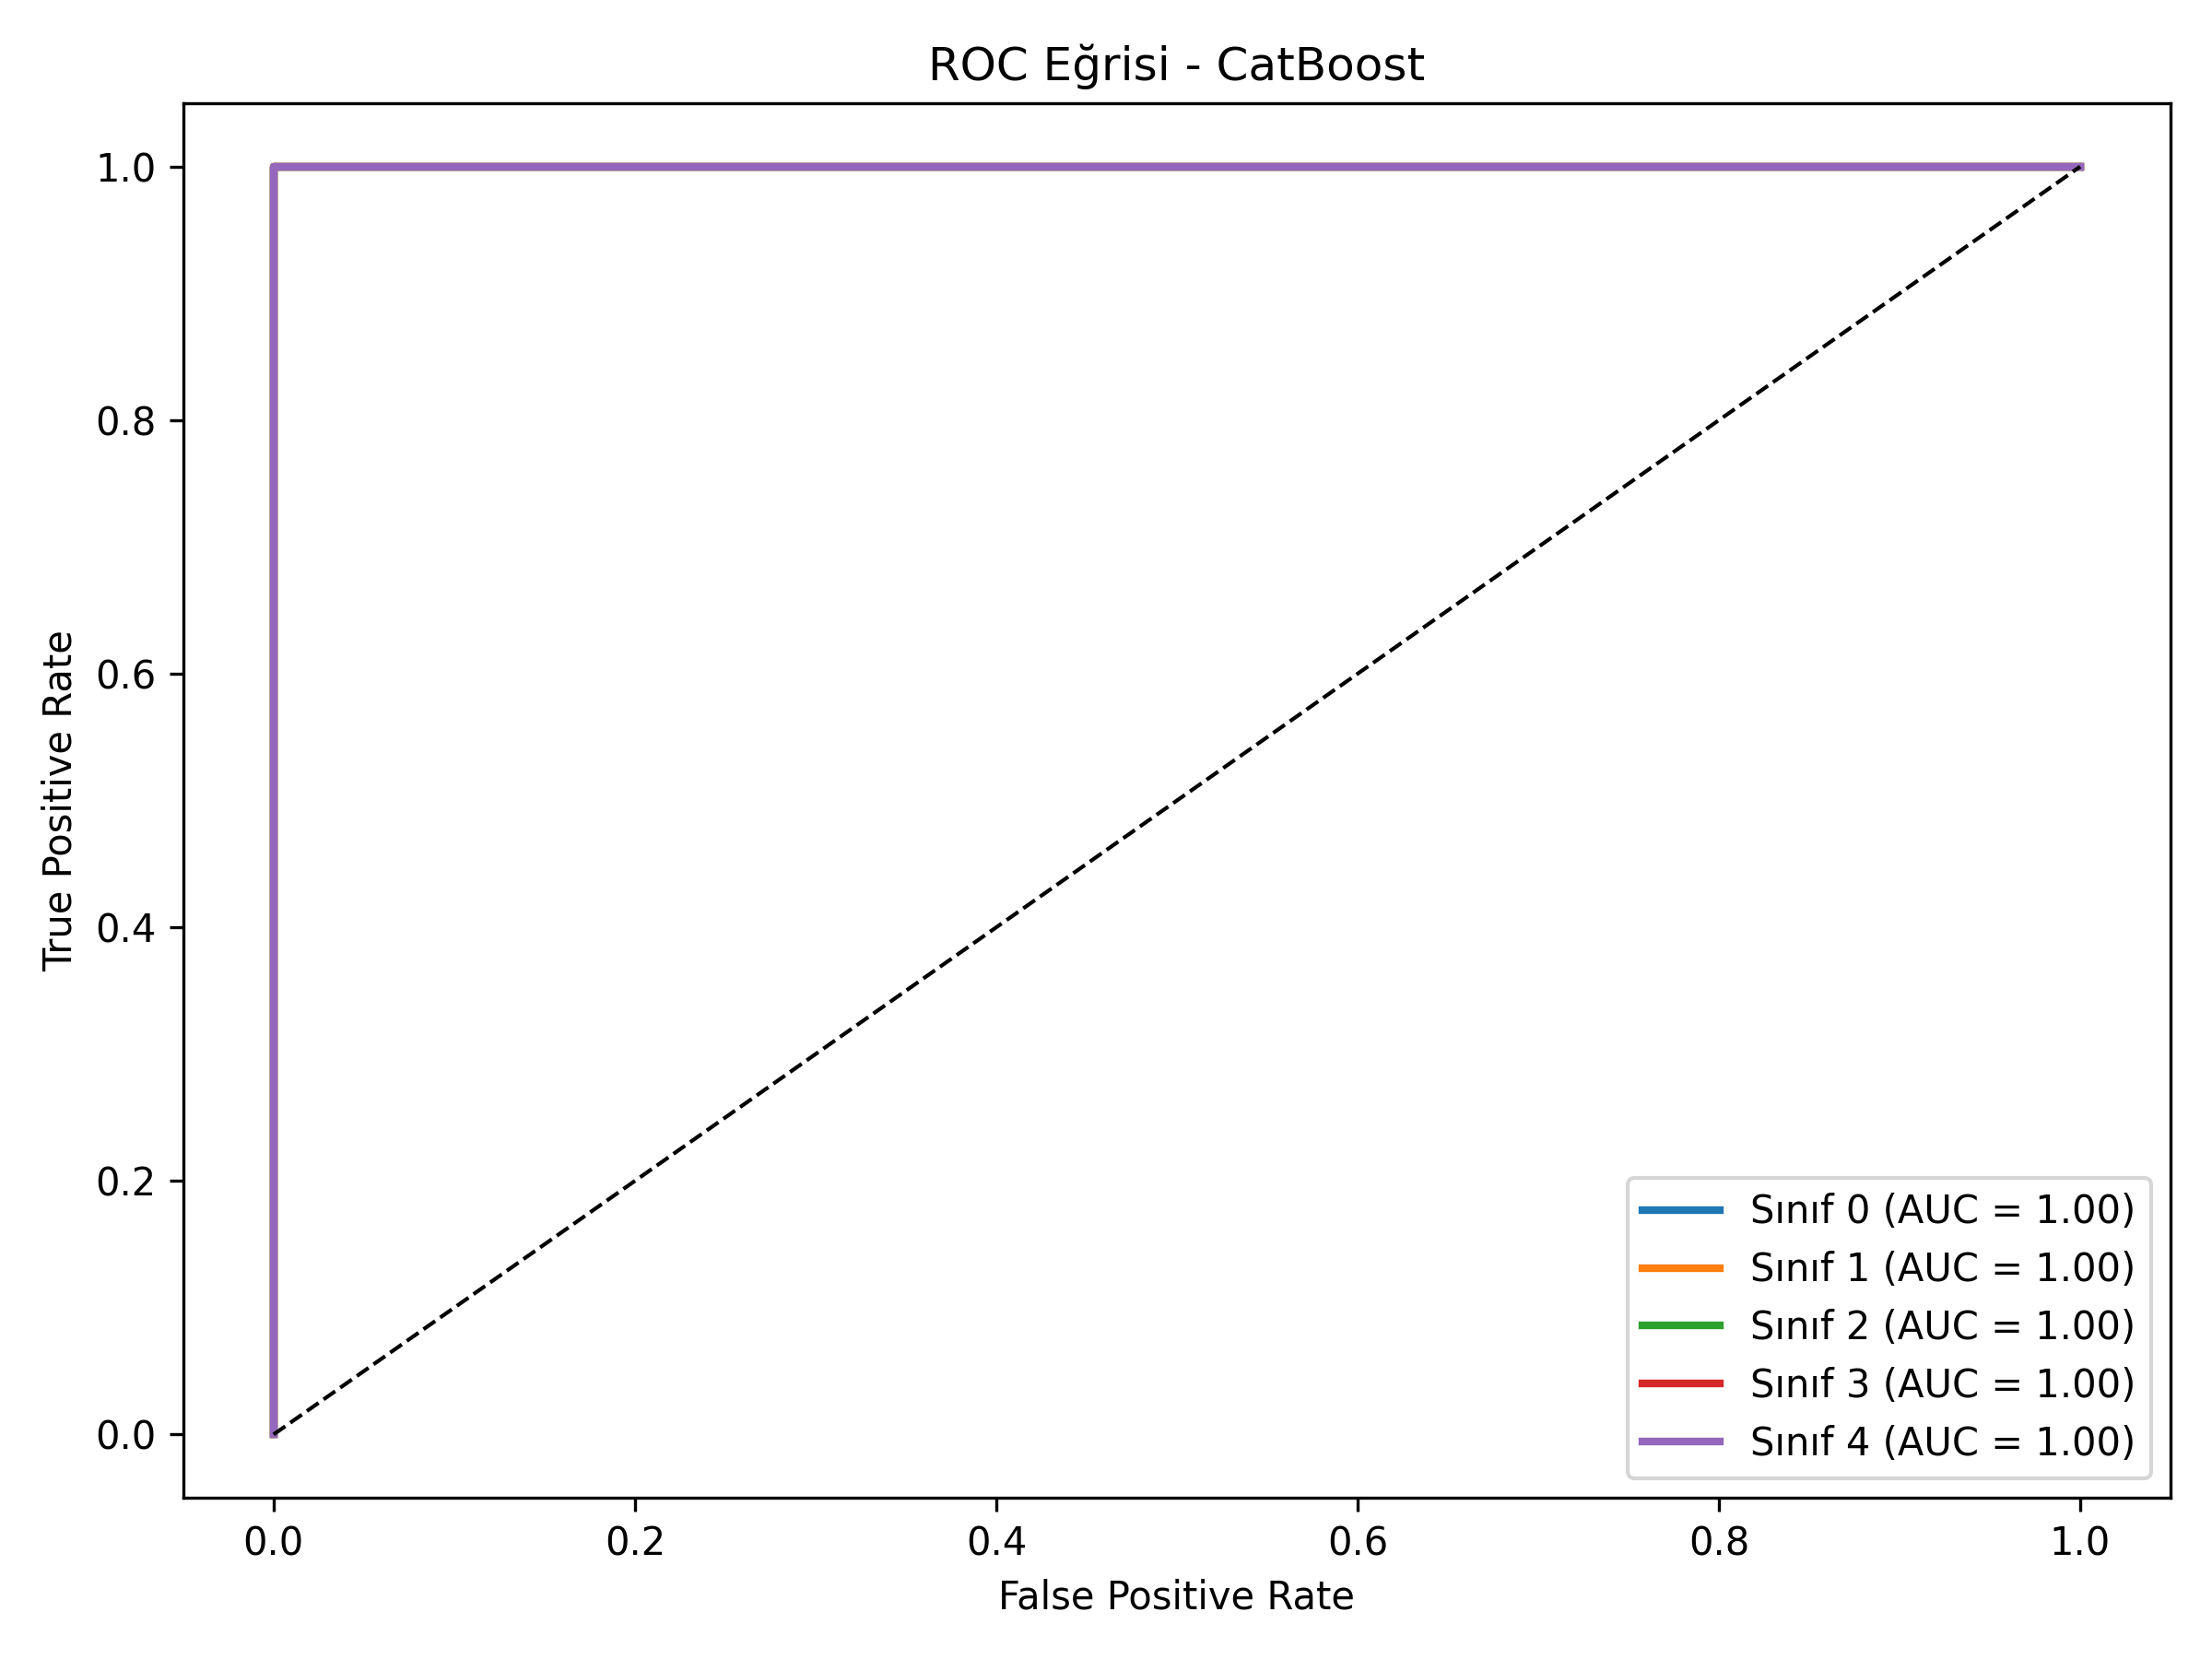 ROC Eğrisi - CatBoost
True Positive Rate
1.0
0.8
0.6
0.4
0.2
0.0
Sınıf 0 (AUC = 1.00)
Sınıf 1 (AUC = 1.00)
Sınıf 2 (AUC = 1.00)
Sınıf 3 (AUC = 1.00)
Sınıf 4 (AUC = 1.00)
0.0 0.2 0.4 0.6 0.8 1.0
False Positive Rate